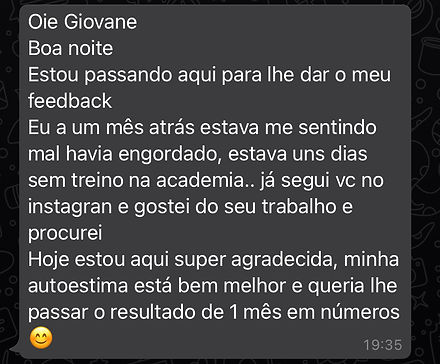 Oie Giovane
Boa noite
Estou passando aqui para lhe dar o meu
feedback
Eu a um mês atrás estava me sentindo
mal havia engordado, estava uns dias
sem treino na academia.. já segui vc no
instagran e gostei do seu trabalho e
procurei
Hoje estou aqui super agradecida, minha
autoestima está bem melhor e queria lhe
passar o resultado de 1 mês em números
😊 19:35